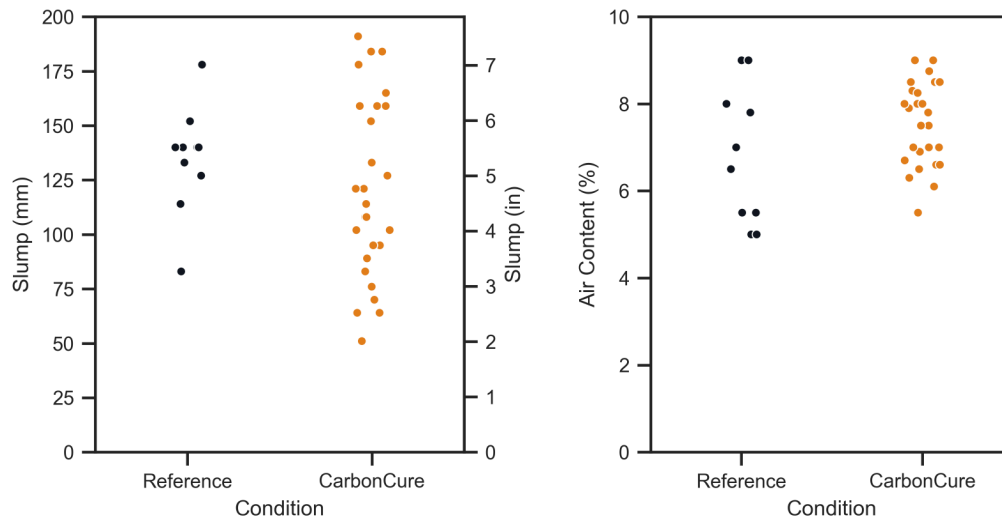 200
175
150
125
100
75
50
25
0
Slump (mm)
7
6
5
4
3
2
1
0
Slump (in)
Reference
CarbonCure
Condition
10
8
6
4
2
0
Air Content (%)
Reference
CarbonCure
Condition